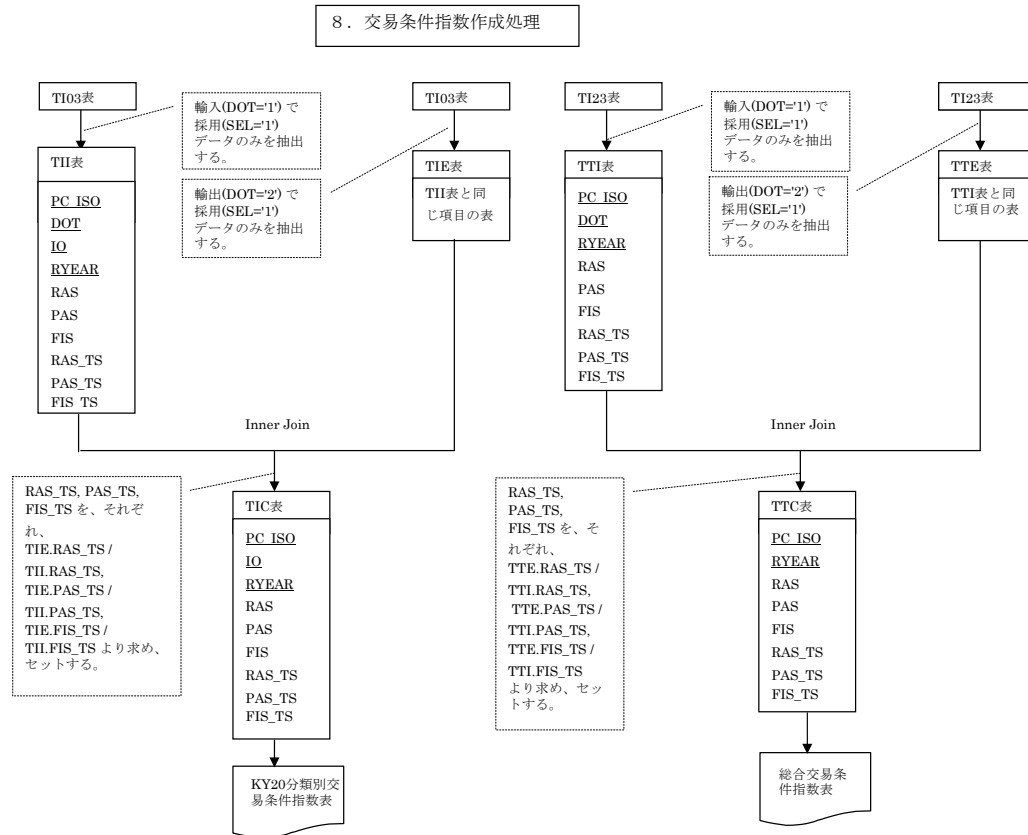 ８．交易条件指数作成処理
TI03表
輸入(DOT='1') で
採用(SEL='1')
データのみを抽出
する。
TII表
PC_ISO
DOT
IO
RYEAR
RAS
PAS
FIS
RAS_TS
PAS_TS
FIS_TS
TI03表
輸出(DOT='2') で
採用(SEL='1')
データのみを抽出
する。
TIE表
TII表と同
じ項目の表
Inner Join
RAS_TS, PAS_TS,
FIS_TS を、それぞ
れ、
TIE.RAS_TS /
TII.RAS_TS,
TIE.PAS_TS /
TII.PAS_TS,
TIE.FIS_TS /
TII.FIS_TS より求め、
セットする。
TIC表
PC_ISO
IO
RYEAR
RAS
PAS
FIS
RAS_TS
PAS_TS
FIS_TS
KY20分類別交
易条件指数表
TI23表
輸入(DOT='1') で
採用(SEL='1')
データのみを抽出
する。
TTI表
PC_ISO
DOT
RYEAR
RAS
PAS
FIS
RAS_TS
PAS_TS
FIS_TS
TI23表
輸出(DOT='2') で
採用(SEL='1')
データのみを抽出
する。
TTE表
TTI表と同
じ項目の表
Inner Join
RAS_TS,
PAS_TS,
FIS_TS を、そ
れぞれ、
TTE.RAS_TS /
TTI.RAS_TS,
TTE.PAS_TS /
TTI.PAS_TS,
TTE.FIS_TS /
TTI.FIS_TS
より求め、セッ
トする。
TTC表
PC_ISO
RYEAR
RAS
PAS
FIS
RAS_TS
PAS_TS
FIS_TS
総合交易条
件指数表